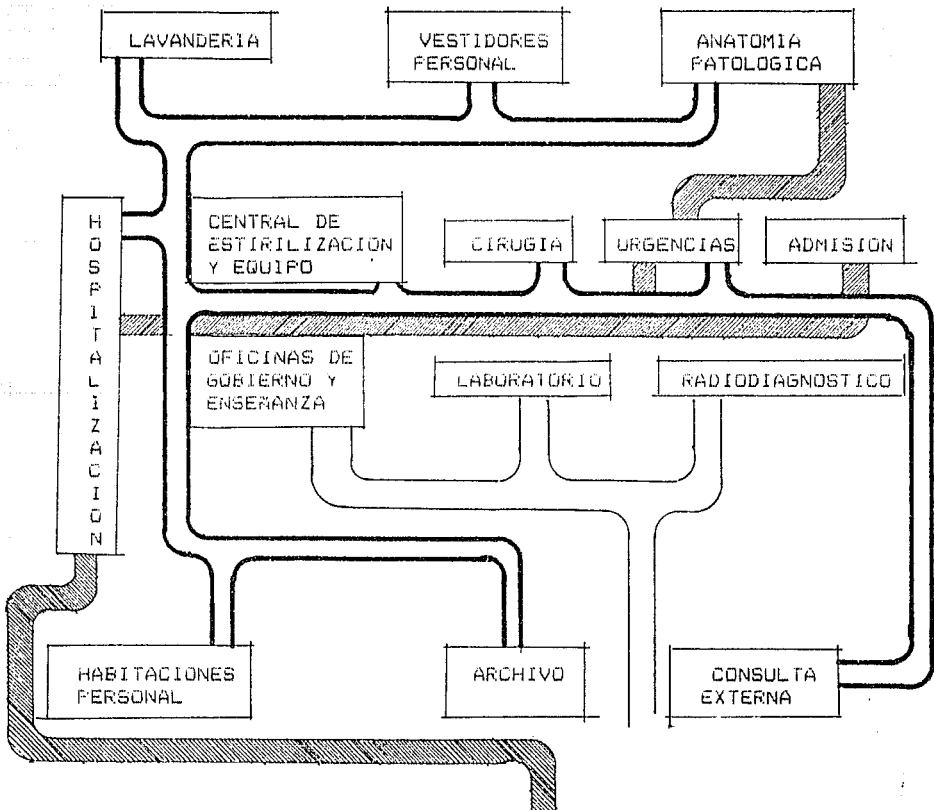 LAVANDERIA
VESTIDORES
PERSONAL
ANATOMIA
PATOLOGICA
HOSPITALIZACION
CENTRAL DE
ESTIRILIZACION
Y EQUIPO
CIRUGIA
URGENCIAS
ADMISION
OFICINAS DE
GOBIERNO Y
ENSEÑANZA
LABORATORIO
RADIODIAGNOSTICO
HABITACIONES
PERSONAL
ARCHIVO
CONSULTA
EXTERNA